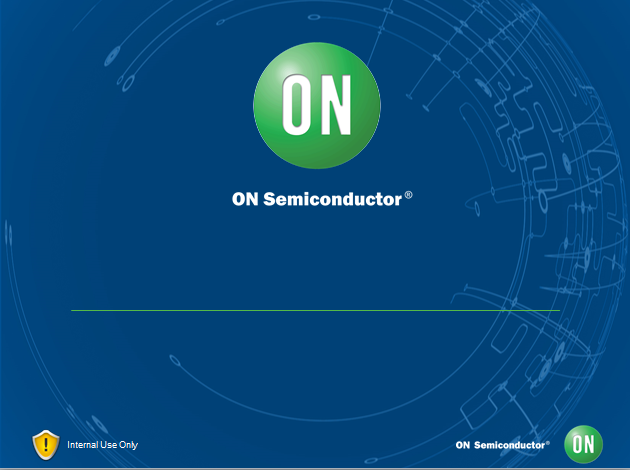 ON
ON Semiconductor®
Internal Use Only
ON Semiconductor®
ON